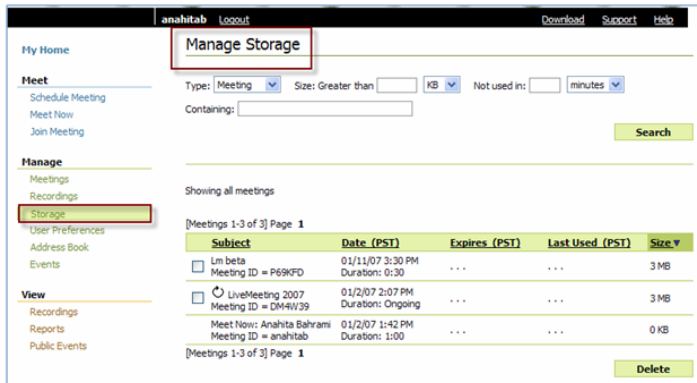 anahitab Logout Download Support Help
My Home
Manage Storage
Meet
Schedule Meeting
Meet Now
Join Meeting
Manage
Meetings
Recordings
Storage
User Preferences
Address Book
Events
View
Recordings
Reports
Public Events
Type: Meeting Size: Greater than KB Not used in: minutes
Containing:
Search
Showing all meetings
[Meetings 1-3 of 3] Page 1
Subject Date (PST) Expires (PST) Last Used (PST) Size
Lm beta 01/11/07 3:30 PM ... ... 3 MB
Meeting ID = P69KFD Duration: 0:30
LiveMeeting 2007 01/2/07 2:07 PM ... ... 3 MB
Meeting ID = DM4W39 Duration: Ongoing
Meet Now: Anahita Bahrami 01/2/07 1:42 PM ... ... 0 KB
Meeting ID = anahitab Duration: 1:00
[Meetings 1-3 of 3] Page 1
Delete